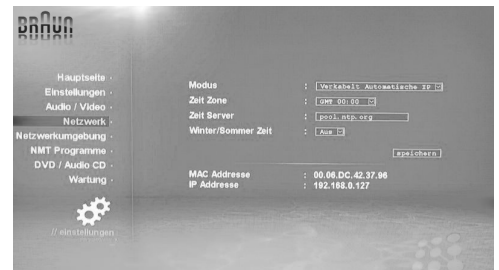 BRAUN
Hauptseite
Einstellungen
Audio / Video
Netzwerk
Netzwerkumgebung
NMT Programme
DVD / Audio CD
Wartung
// einstellungen
Modus : Verkabelt Automatische IP
Zeit Zone : GMT 00:00
Zeit Server : pool.ntp.org
Winter/Sommer Zeit : Aus
speichern
MAC Addresse : 00.06.DC.42.37.96
IP Addresse : 192.168.0.127